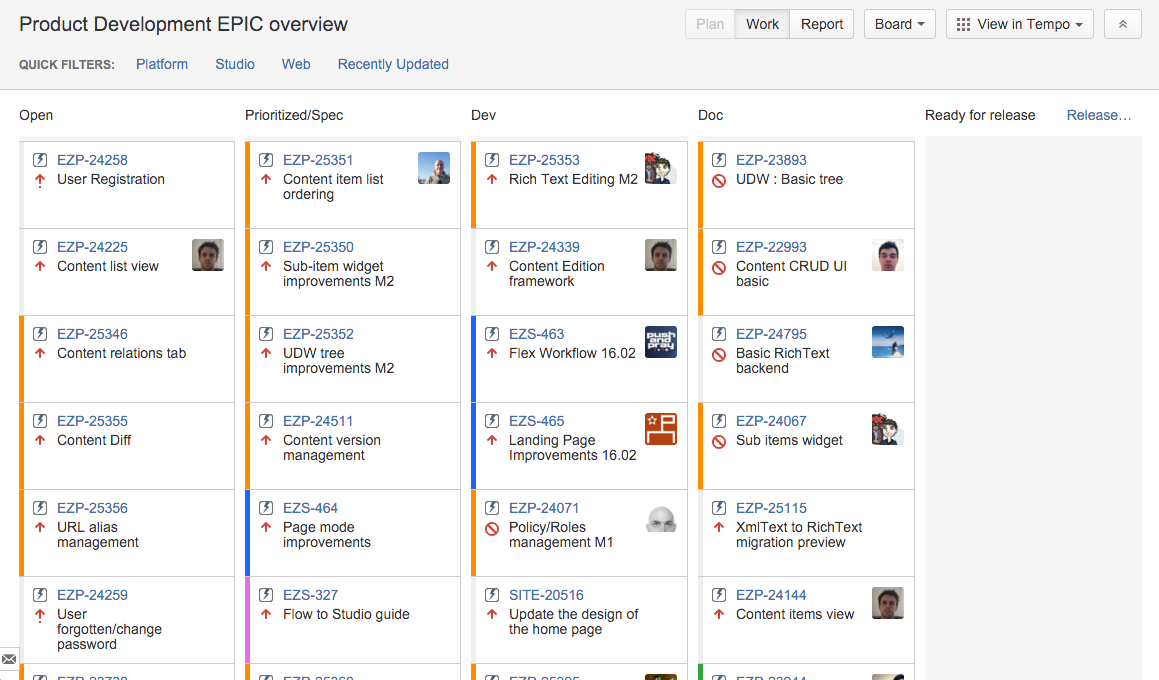 Product Development EPIC overview
Plan Work Report Board View in Tempo
QUICK FILTERS: Platform Studio Web Recently Updated
Open Prioritized/Spec Dev Doc Ready for release Release…
EZP-24258
User Registration
EZP-25351
Content item list
ordering
EZP-25353
Rich Text Editing M2
EZP-23893
UDW : Basic tree
EZP-24225
Content list view
EZP-25350
Sub-item widget
improvements M2
EZP-24339
Content Edition
framework
EZP-22993
Content CRUD UI
basic
EZP-25346
Content relations tab
EZP-25352
UDW tree
improvements M2
EZS-463
Flex Workflow 16.02
push
and
pray
EZP-24795
Basic RichText
backend
EZP-25355
Content Diff
EZP-24511
Content version
management
EZS-465
Landing Page
Improvements 16.02
EZP-24067
Sub items widget
EZP-25356
URL alias
management
EZS-464
Page mode
improvements
EZP-24071
Policy/Roles
management M1
EZP-25115
XmlText to RichText
migration preview
EZP-24259
User
forgotten/change
password
EZS-327
Flow to Studio guide
SITE-20516
Update the design of
the home page
EZP-24144
Content items view